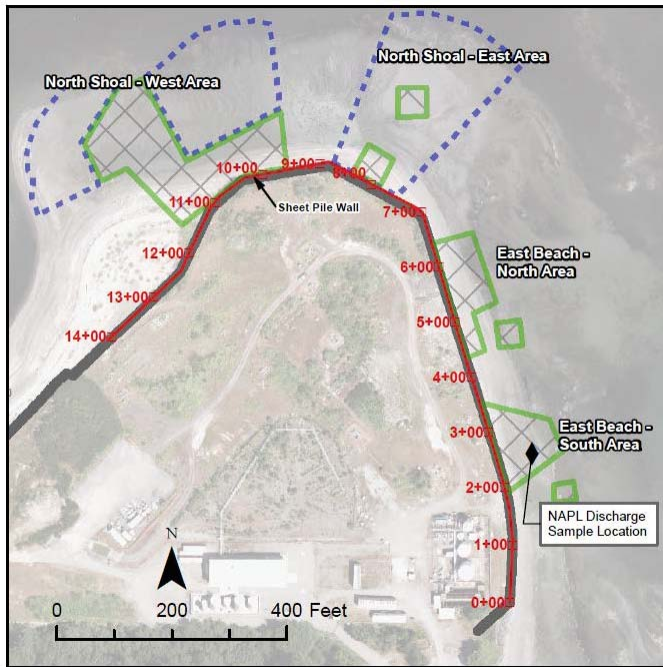 North Shoal - West Area
North Shoal - East Area
10+00
9+00
8+00
11+00
Sheet Pile Wall
7+00
12+00
6+00
East Beach -
North Area
13+00
5+00
14+00
4+00
3+00
East Beach -
South Area
2+00
NAPL Discharge
Sample Location
1+00
N
0+00
0 200 400 Feet